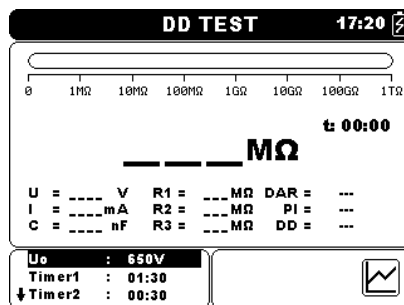 DD TEST 17:20
0 1MΩ 10MΩ 100MΩ 1GΩ 10GΩ 100GΩ 1TΩ
t: 00:00
_ _ _MΩ
U = ____ V R1 = ___MΩ DAR = ---
I = ____mA R2 = ___MΩ PI = ---
C = ____ nF R3 = ___MΩ DD = ---
Uo : 650V
Timer1 : 01:30
Timer2 : 00:30